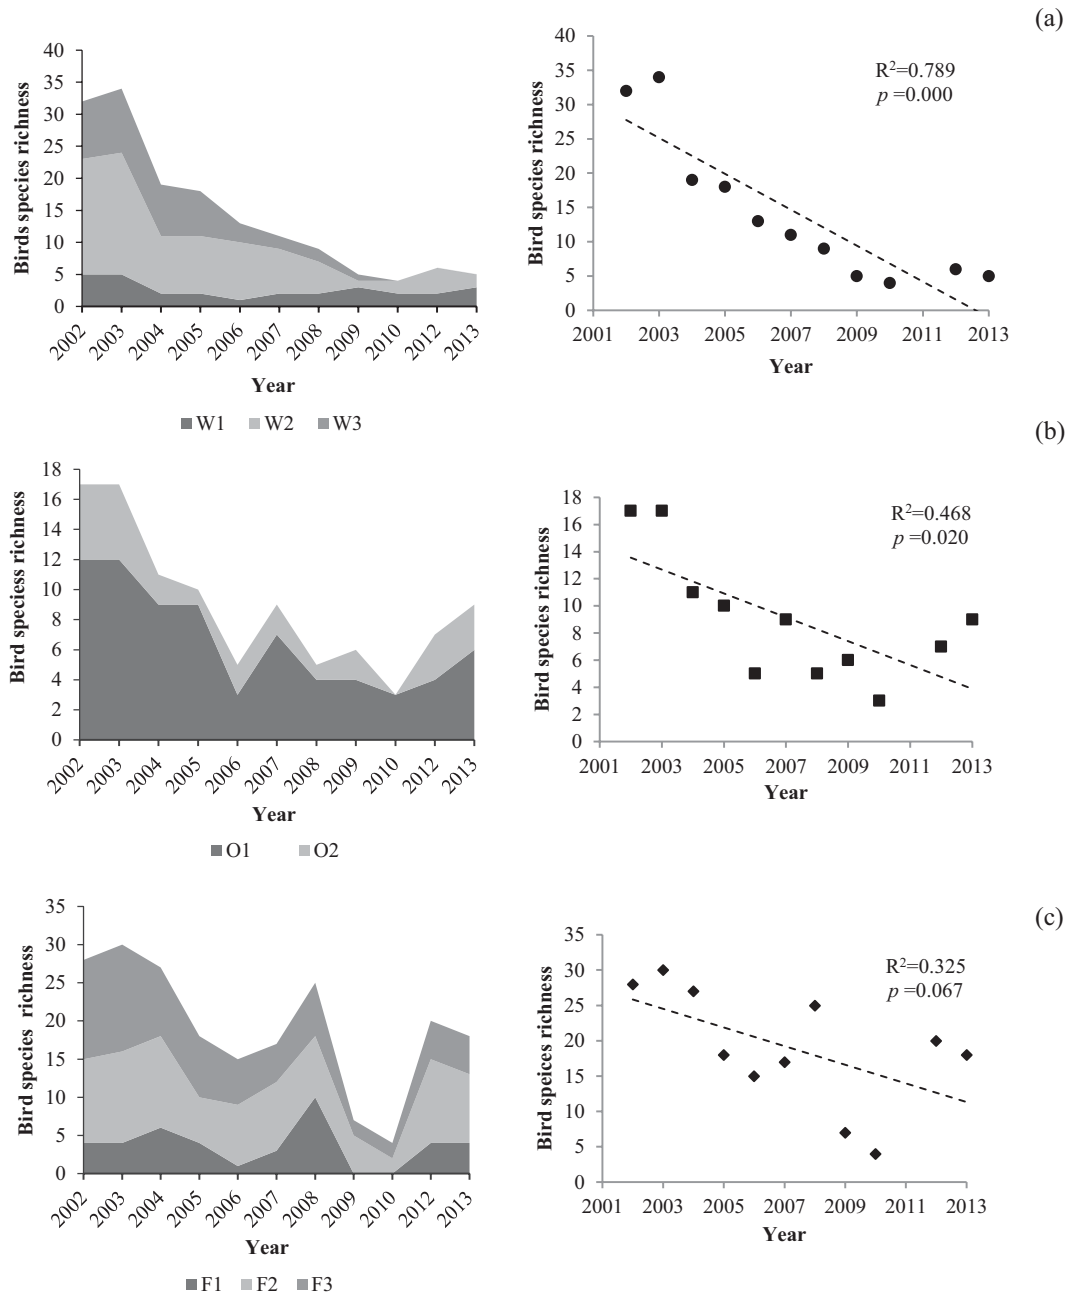 (a)
40
35
30
25
20
15
10
5
0
Birds species richness
2002 2003 2004 2005 2006 2007 2008 2009 2010 2012 2013
Year
W1 W2 W3
40
35
30
25
20
15
10
5
0
Bird species richness
R²=0.789
p =0.000
2001 2003 2005 2007 2009 2011 2013
Year
(b)
18
16
14
12
10
8
6
4
2
0
Bird speciess richness
2002 2003 2004 2005 2006 2007 2008 2009 2010 2012 2013
Year
O1 O2
18
16
14
12
10
8
6
4
2
0
Bird species richness
R²=0.468
p =0.020
2001 2003 2005 2007 2009 2011 2013
Year
(c)
35
30
25
20
15
10
5
0
Bird species richness
2002 2003 2004 2005 2006 2007 2008 2009 2010 2012 2013
Year
F1 F2 F3
35
30
25
20
15
10
5
0
Bird speices richness
R²=0.325
p =0.067
2001 2003 2005 2007 2009 2011 2013
Year